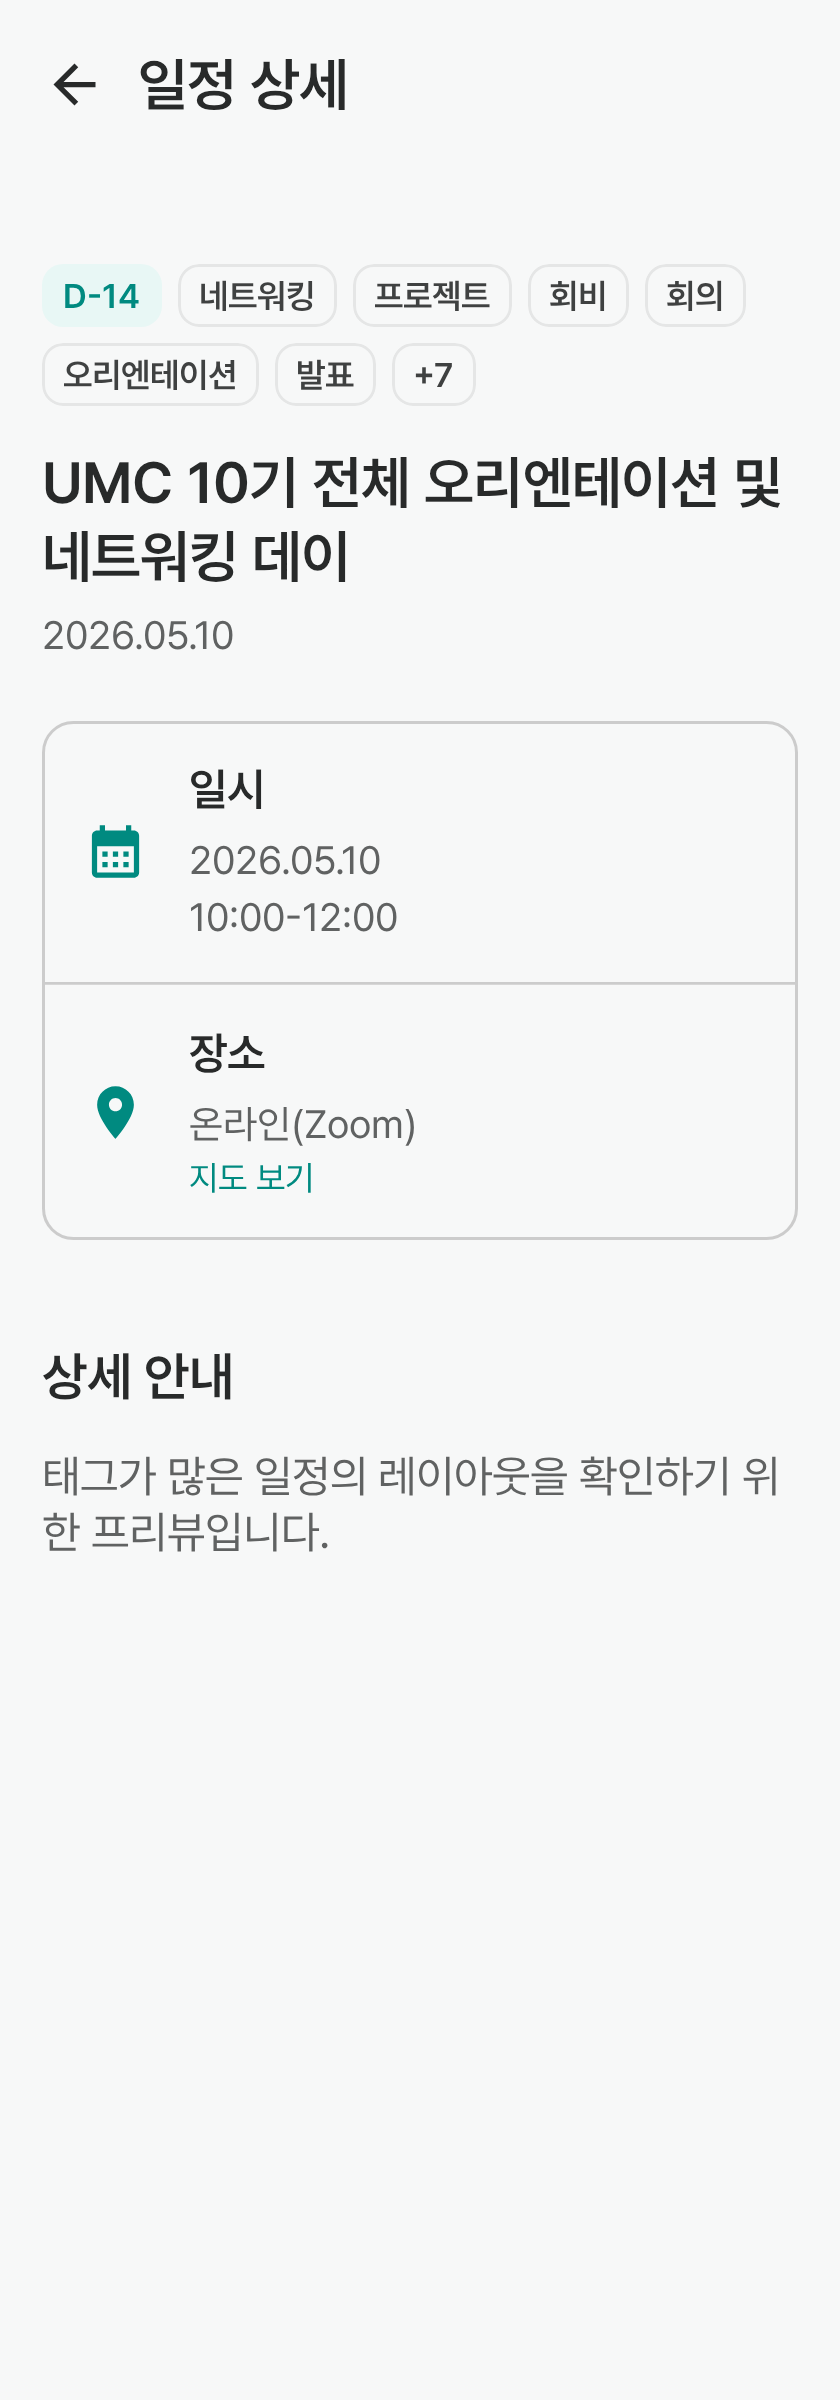 일정 상세
D-14 네트워킹 프로젝트 회비 회의
오리엔테이션 발표 +7
UMC 10기 전체 오리엔테이션 및
네트워킹 데이
2026.05.10
일시
2026.05.10
10:00-12:00
장소
온라인(Zoom)
지도 보기
상세 안내
태그가 많은 일정의 레이아웃을 확인하기 위
한 프리뷰입니다.